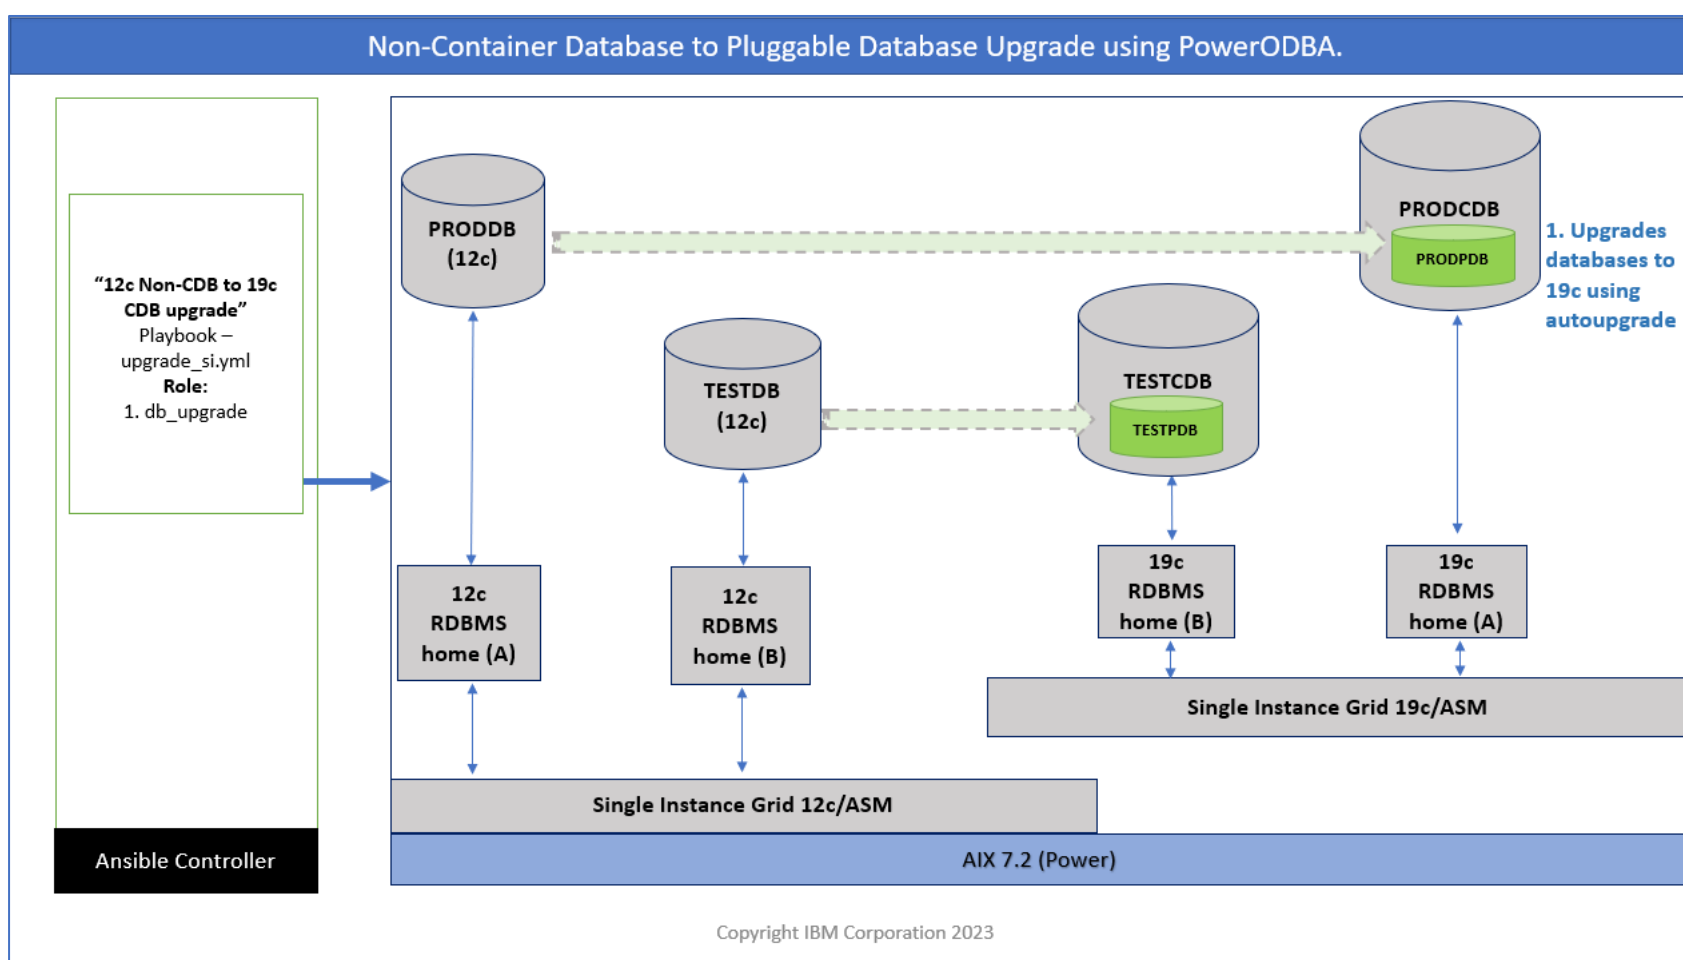 Non-Container Database to Pluggable Database Upgrade using PowerODBA.
“12c Non-CDB to 19c
CDB upgrade”
Playbook –
upgrade_si.yml
Role:
1. db_upgrade
Ansible Controller
PRODDB
(12c)
TESTDB
(12c)
TESTCDB
TESTPDB
PRODCDB
PRODPDB
1. Upgrades
databases to
19c using
autoupgrade
12c
RDBMS
home (A)
12c
RDBMS
home (B)
19c
RDBMS
home (B)
19c
RDBMS
home (A)
Single Instance Grid 19c/ASM
Single Instance Grid 12c/ASM
AIX 7.2 (Power)
Copyright IBM Corporation 2023